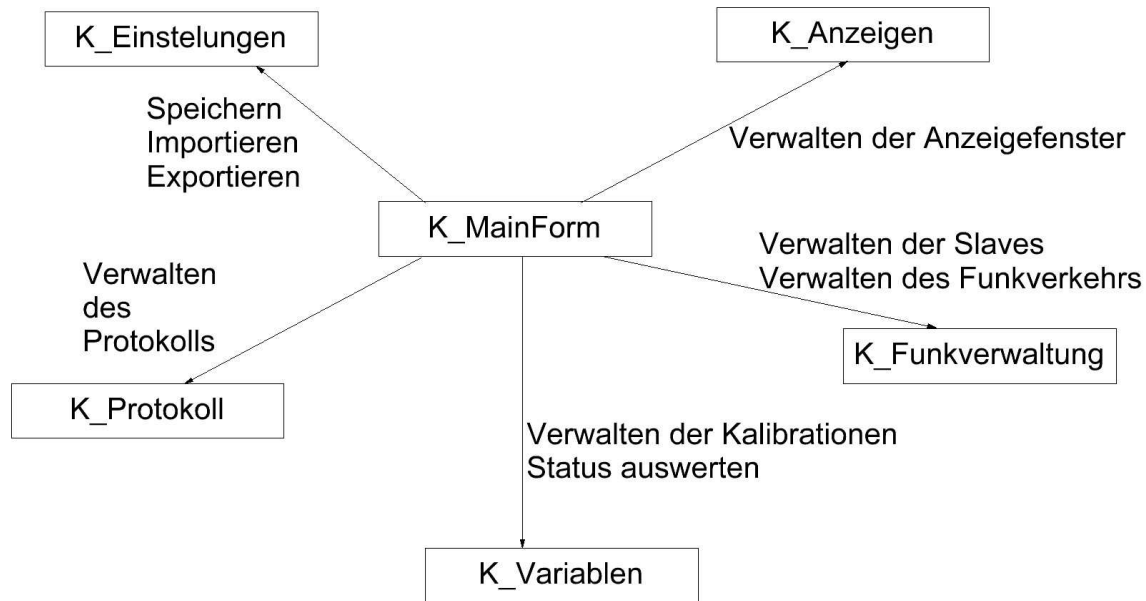 K_Einstelungen
K_Anzeigen
Speichern
Importieren
Exportieren
Verwalten der Anzeigefenster
K_MainForm
Verwalten der Slaves
Verwalten des Funkverkehrs
Verwalten
des
Protokolls
K_Funkverwaltung
K_Protokoll
Verwalten der Kalibrationen
Status auswerten
K_Variablen